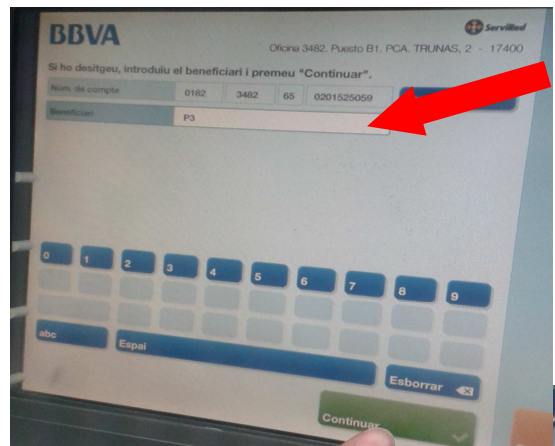 BBVA
ServiRed
Oficina 3482. Puesto B1. PCA. TRUNAS, 2 - 17400
Si ho desitgeu, introduïu el beneficiari i premeu "Continuar".
Núm. de compte 0182 3482 65 0201525059
Beneficiari P3
0 1 2 3 4 5 6 7 8 9
abc Espai Esborrar
Continuar